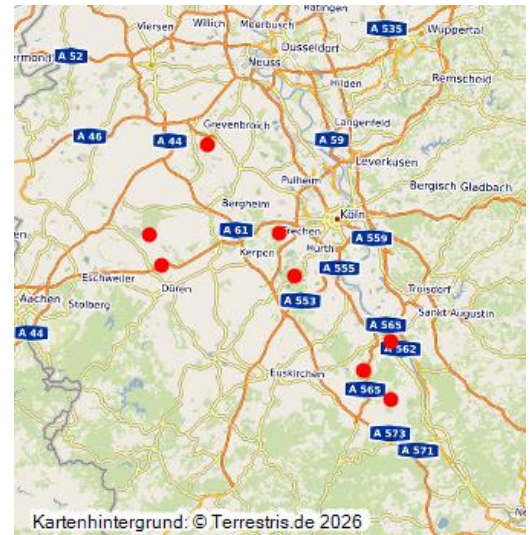 Ratingen
Viersen
Willich
Meerbusch
A 535
Wuppertal
Düsseldorf
A 52
Neuss
Hilden
Remscheid
Grevenbroich
Langenfeld
A 46
A 44
A 59
Leverkusen
Pulheim
Bergisch Gladbach
Bergheim
A 61
Frechen
Köln
A 559
Kerpen
Hürth
Eschweiler
A 555
Aachen
Stolberg
Düren
A 553
Troisdorf
A 44
Sankt Augustin
A 565
A 562
Euskirchen
A 565
A 573
A 571
Kartenhintergrund: © Terrestris.de 2026